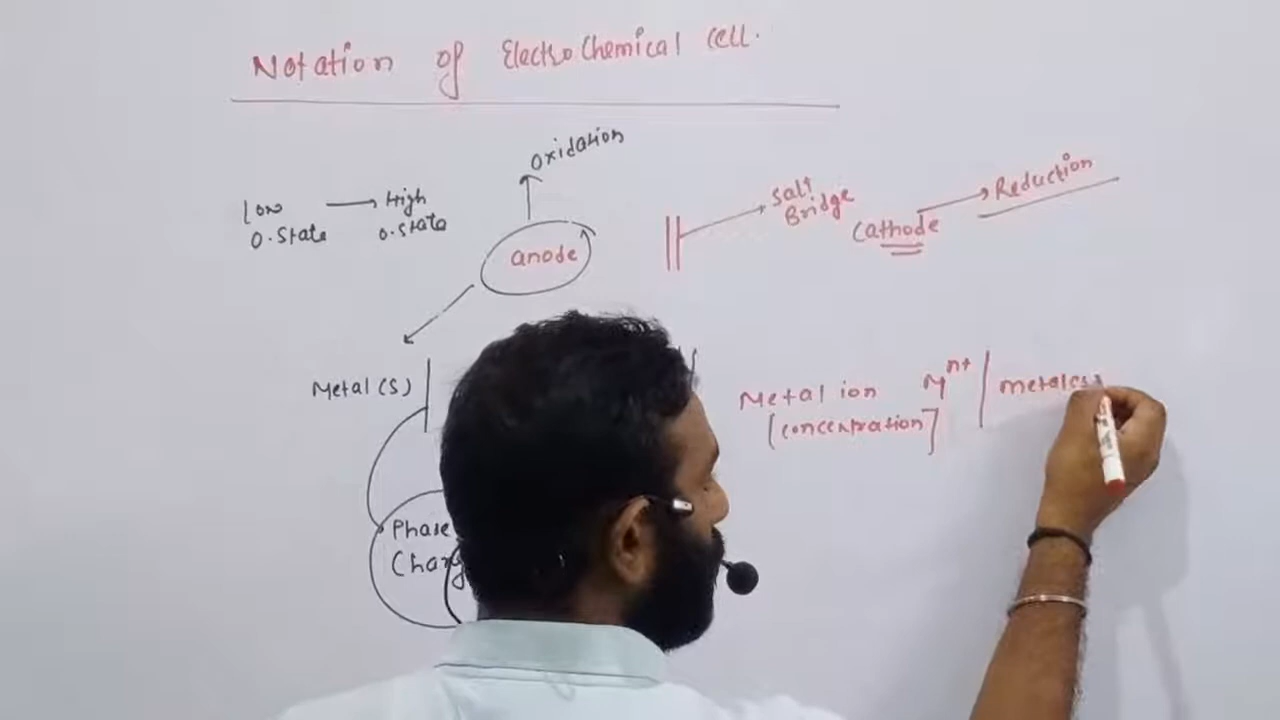 Notation of ElectroChemical cell.
Oxidation
Low → High
O.State O.State
anode
Salt
Bridge
Cathode
Reduction
Metal(s) |
Metal ion M^n+ | metal(s)
[concentration]
Phase